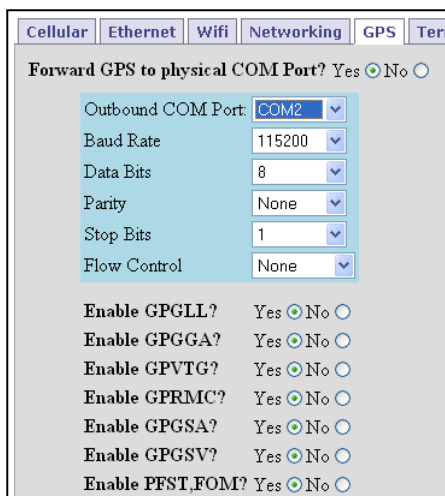 Cellular Ethernet Wifi Networking GPS Ter
Forward GPS to physical COM Port? Yes No
Outbound COM Port: COM2
Baud Rate 115200
Data Bits 8
Parity None
Stop Bits 1
Flow Control None
Enable GPGLL? Yes No
Enable GPGGA? Yes No
Enable GPVTG? Yes No
Enable GPRMC? Yes No
Enable GPGSA? Yes No
Enable GPGSV? Yes No
Enable PFST,FOM? Yes No